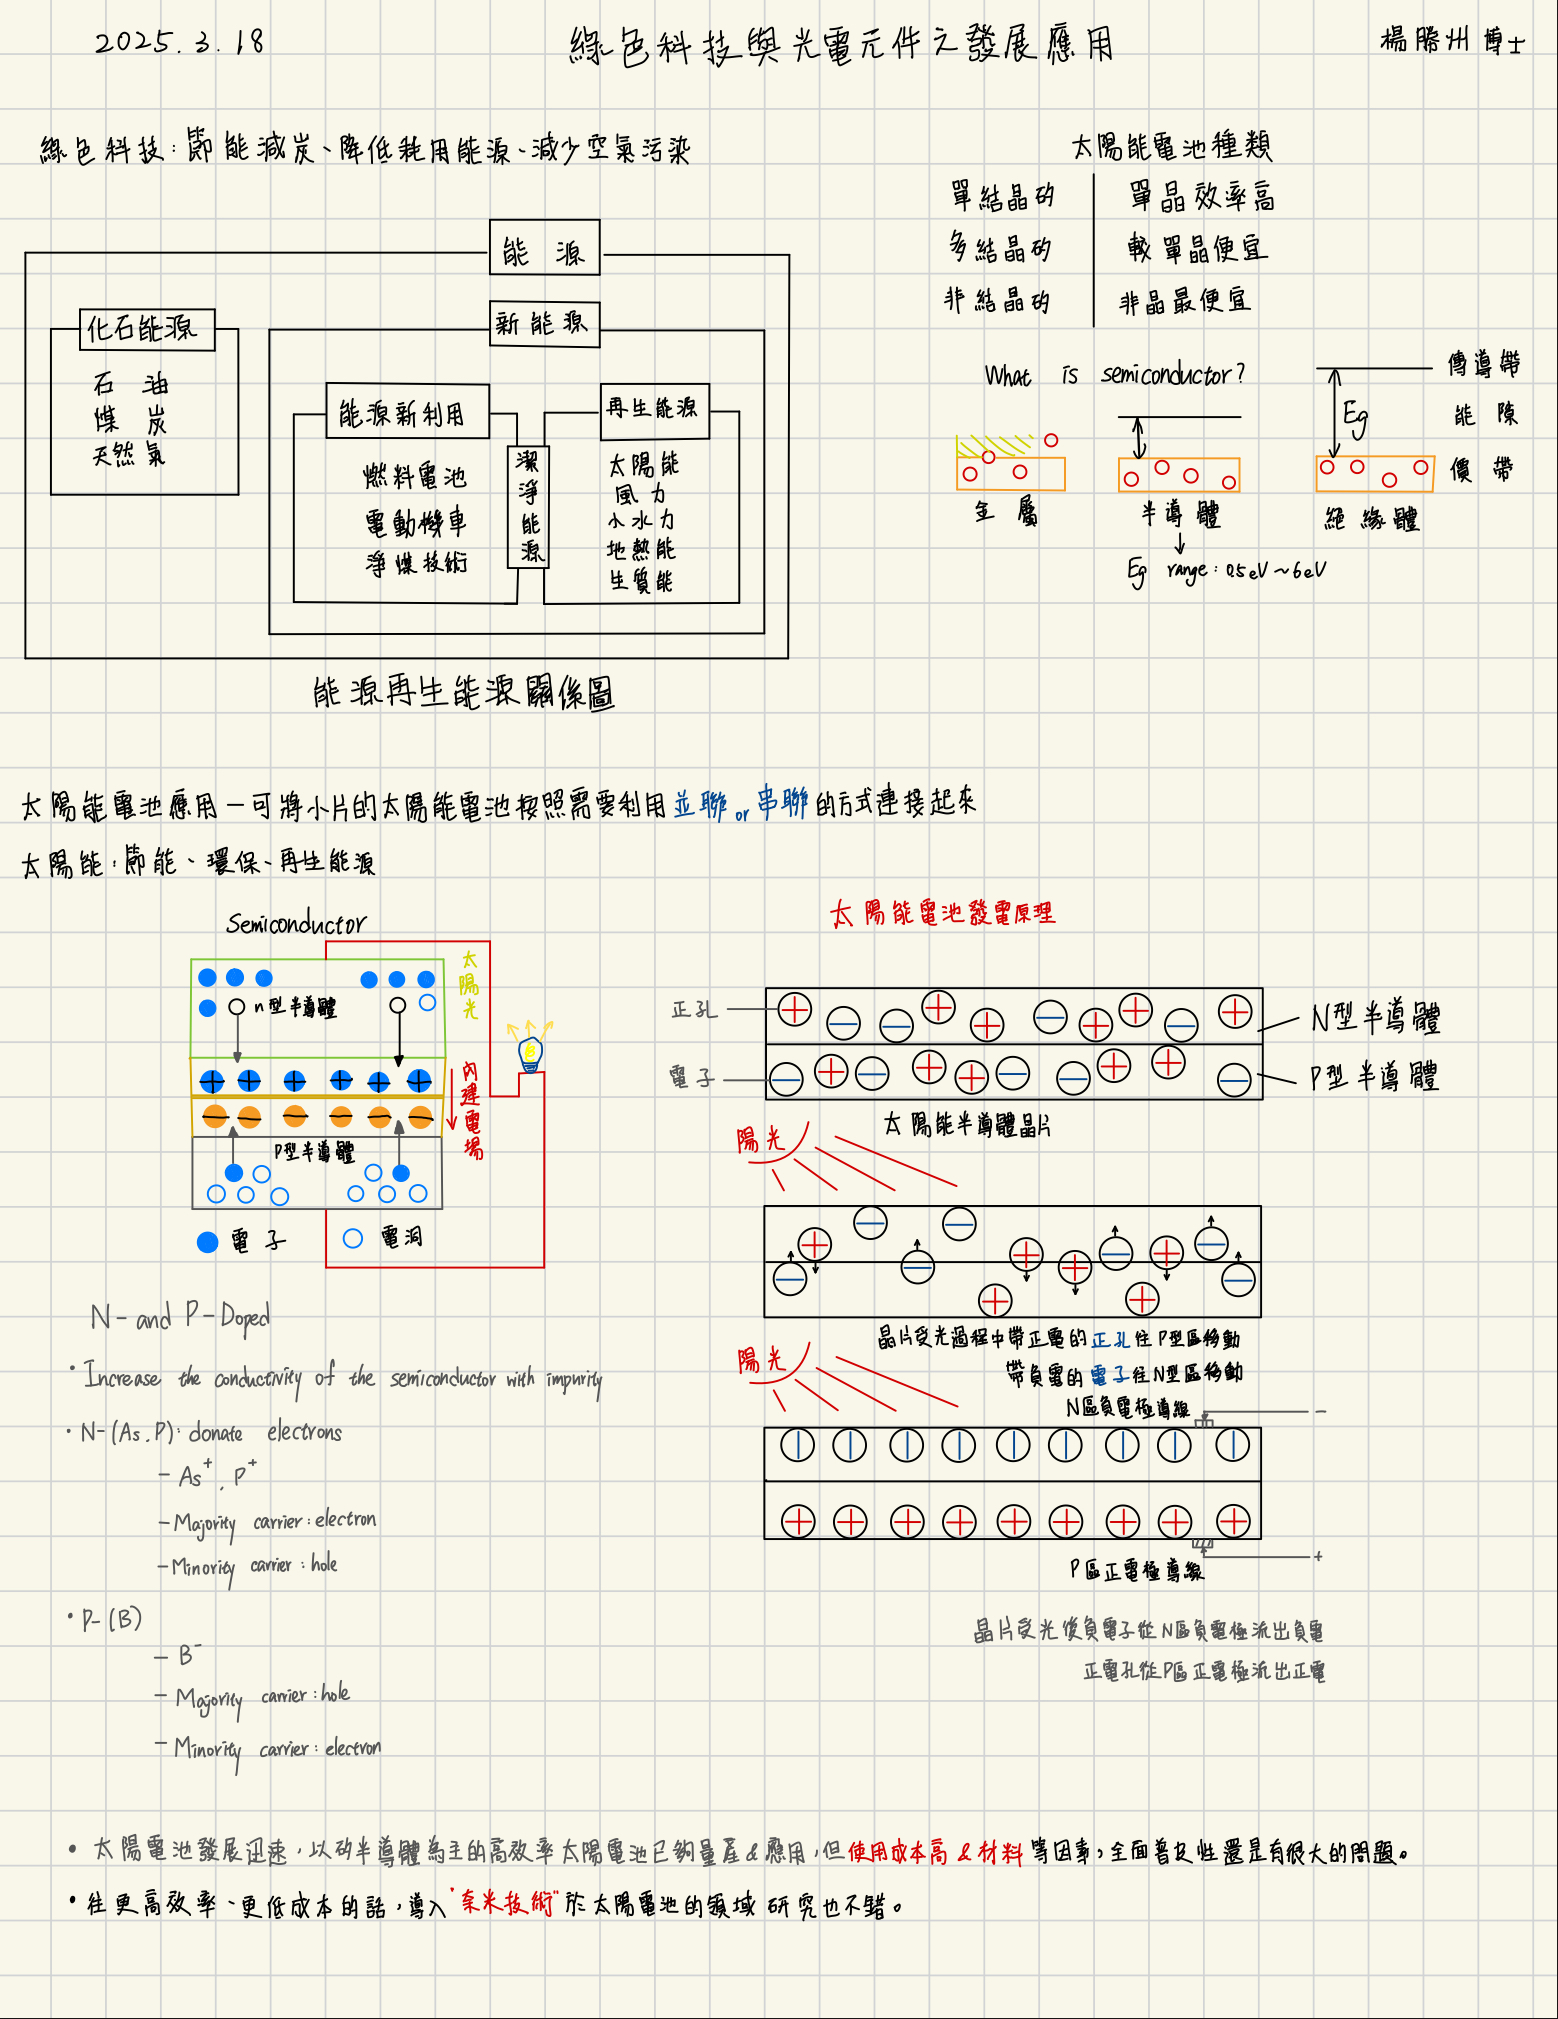 2025.3.18
綠色科技與光電元件之發展應用
楊勝州 博士
綠色科技:節能減炭、降低耗用能源、減少空氣污染
能源
化石能源
石油
煤炭
天然氣
新能源
能源新利用
燃料電池
電動機車
淨煤技術
潔淨能源
再生能源
太陽能
風力
小水力
地熱能
生質能
能源再生能源關係圖
太陽能電池種類
單結晶矽 單晶效率高
多結晶矽 較單晶便宜
非結晶矽 非晶最便宜
What is semiconductor?
傳導帶
Eg 能隙
價帶
金屬
半導體
絕緣體
Eg range: 0.5eV~6eV
太陽能電池應用-可將小片的太陽能電池按照需要利用並聯or串聯的方式連接起來
太陽能:節能、環保、再生能源
Semiconductor
太陽光
n型半導體
內建電場
P型半導體
電子
電洞
N- and P-Doped
• Increase the conductivity of the semiconductor with impurity
• N-(As.P): donate electrons
- As⁺. P⁺
- Majority carrier: electron
- Minority carrier: hole
• P-(B)
- B⁻
- Majority carrier: hole
- Minority carrier: electron
太陽能電池發電原理
正孔
N型半導體
電子
P型半導體
太陽能半導體晶片
陽光
晶片受光過程中帶正電的正孔往P型區移動
帶負電的電子往N型區移動
陽光
N區負電極導線
-
+
P區正電極導線
晶片受光後負電子從N區負電極流出負電
正電孔從P區正電極流出正電
• 太陽電池發展迅速,以矽半導體為主的高效率太陽電池已夠量產&應用,但使用成本高&材料等因素,全面普及性還是有很大的問題。
• 往更高效率、更低成本的話,導入"奈米技術"於太陽電池的領域研究也不錯。